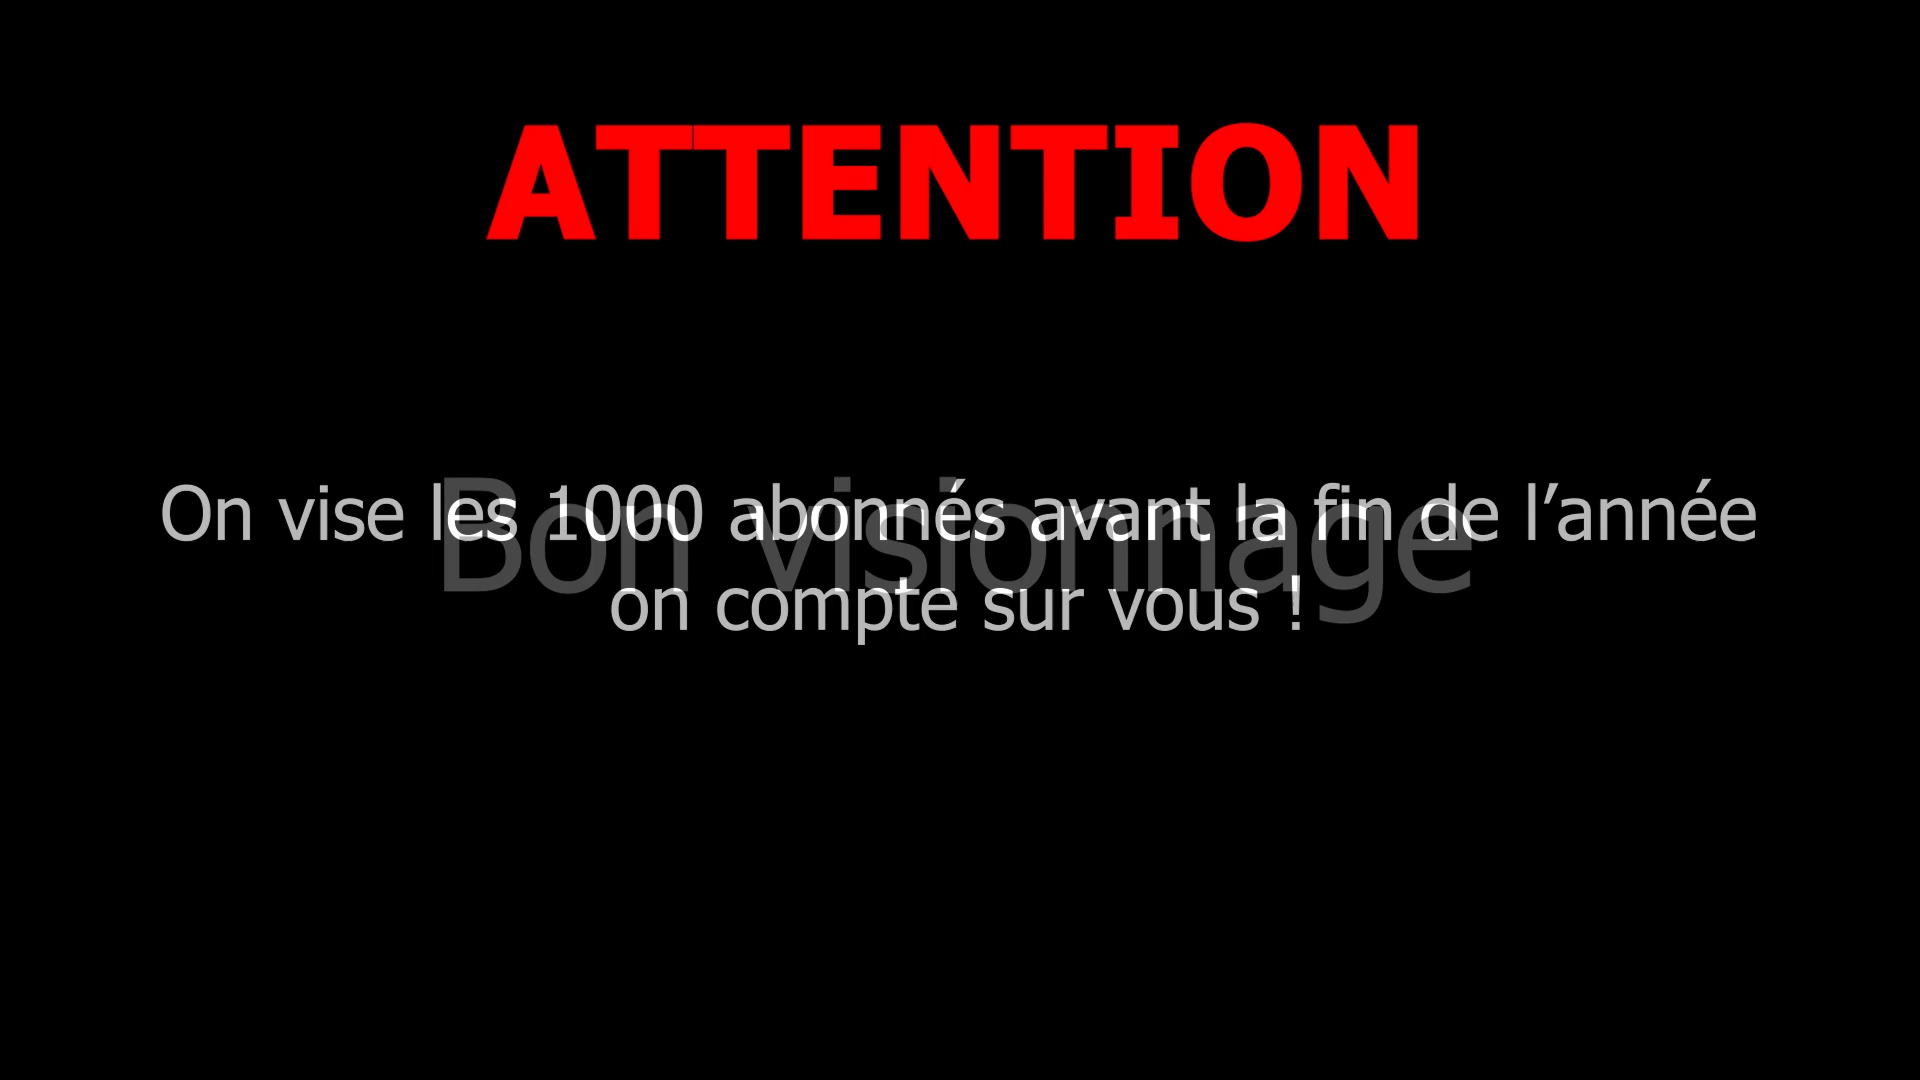 ATTENTION
On vise les 1000 abonnés avant la fin de l’année
Bon visionnage
on compte sur vous !